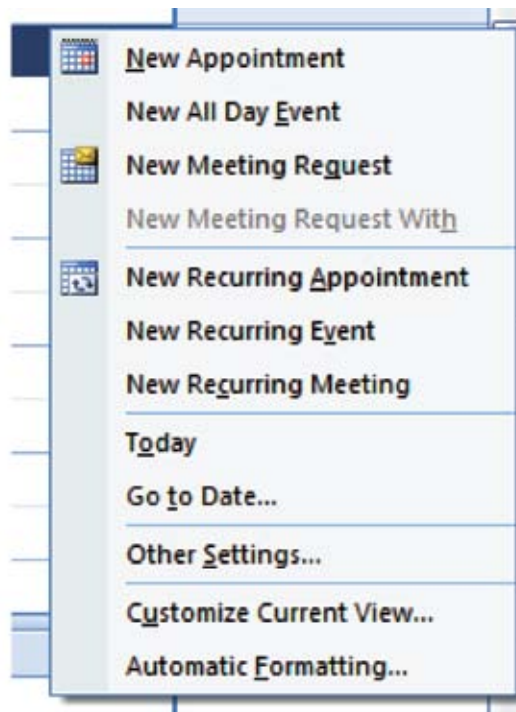 New Appointment
New All Day Event
New Meeting Request
New Meeting Request With
New Recurring Appointment
New Recurring Event
New Recurring Meeting
Today
Go to Date...
Other Settings...
Customize Current View...
Automatic Formatting...